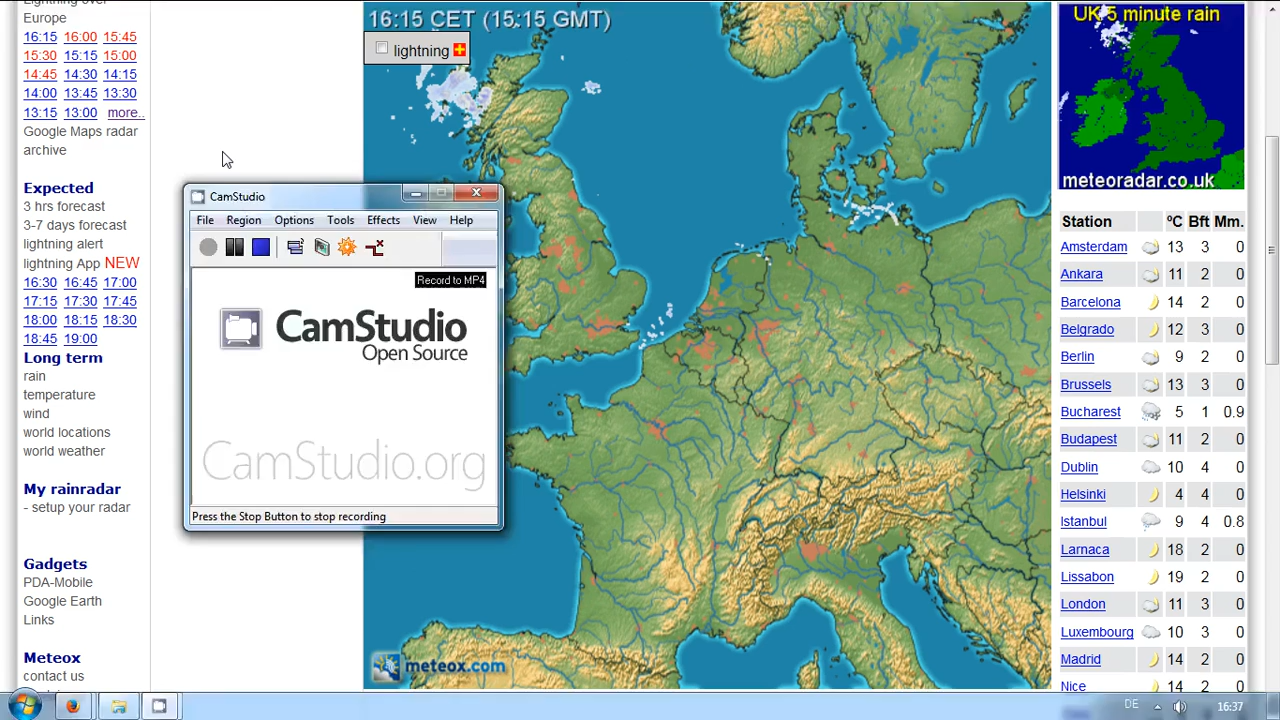 Lightning over
Europe
16:15 16:00 15:45
15:30 15:15 15:00
14:45 14:30 14:15
14:00 13:45 13:30
13:15 13:00 more..
Google Maps radar
archive
Expected
3 hrs forecast
3-7 days forecast
lightning alert
lightning App NEW
16:30 16:45 17:00
17:15 17:30 17:45
18:00 18:15 18:30
18:45 19:00
Long term
rain
temperature
wind
world locations
world weather
My rainradar
- setup your radar
Gadgets
PDA-Mobile
Google Earth
Links
Meteox
contact us
16:15 CET (15:15 GMT)
lightning
CamStudio
File Region Options Tools Effects View Help
Record to MP4
CamStudio
Open Source
CamStudio.org
Press the Stop Button to stop recording
meteox.com
UK 5 minute rain
meteoradar.co.uk
Station ºC Bft Mm.
Amsterdam 13 3 0
Ankara 11 2 0
Barcelona 14 2 0
Belgrado 12 3 0
Berlin 9 2 0
Brussels 13 3 0
Bucharest 5 1 0.9
Budapest 11 2 0
Dublin 10 4 0
Helsinki 4 4 0
Istanbul 9 4 0.8
Larnaca 18 2 0
Lissabon 19 2 0
London 11 3 0
Luxembourg 10 3 0
Madrid 14 2 0
Nice 14 2 0
DE 16:37